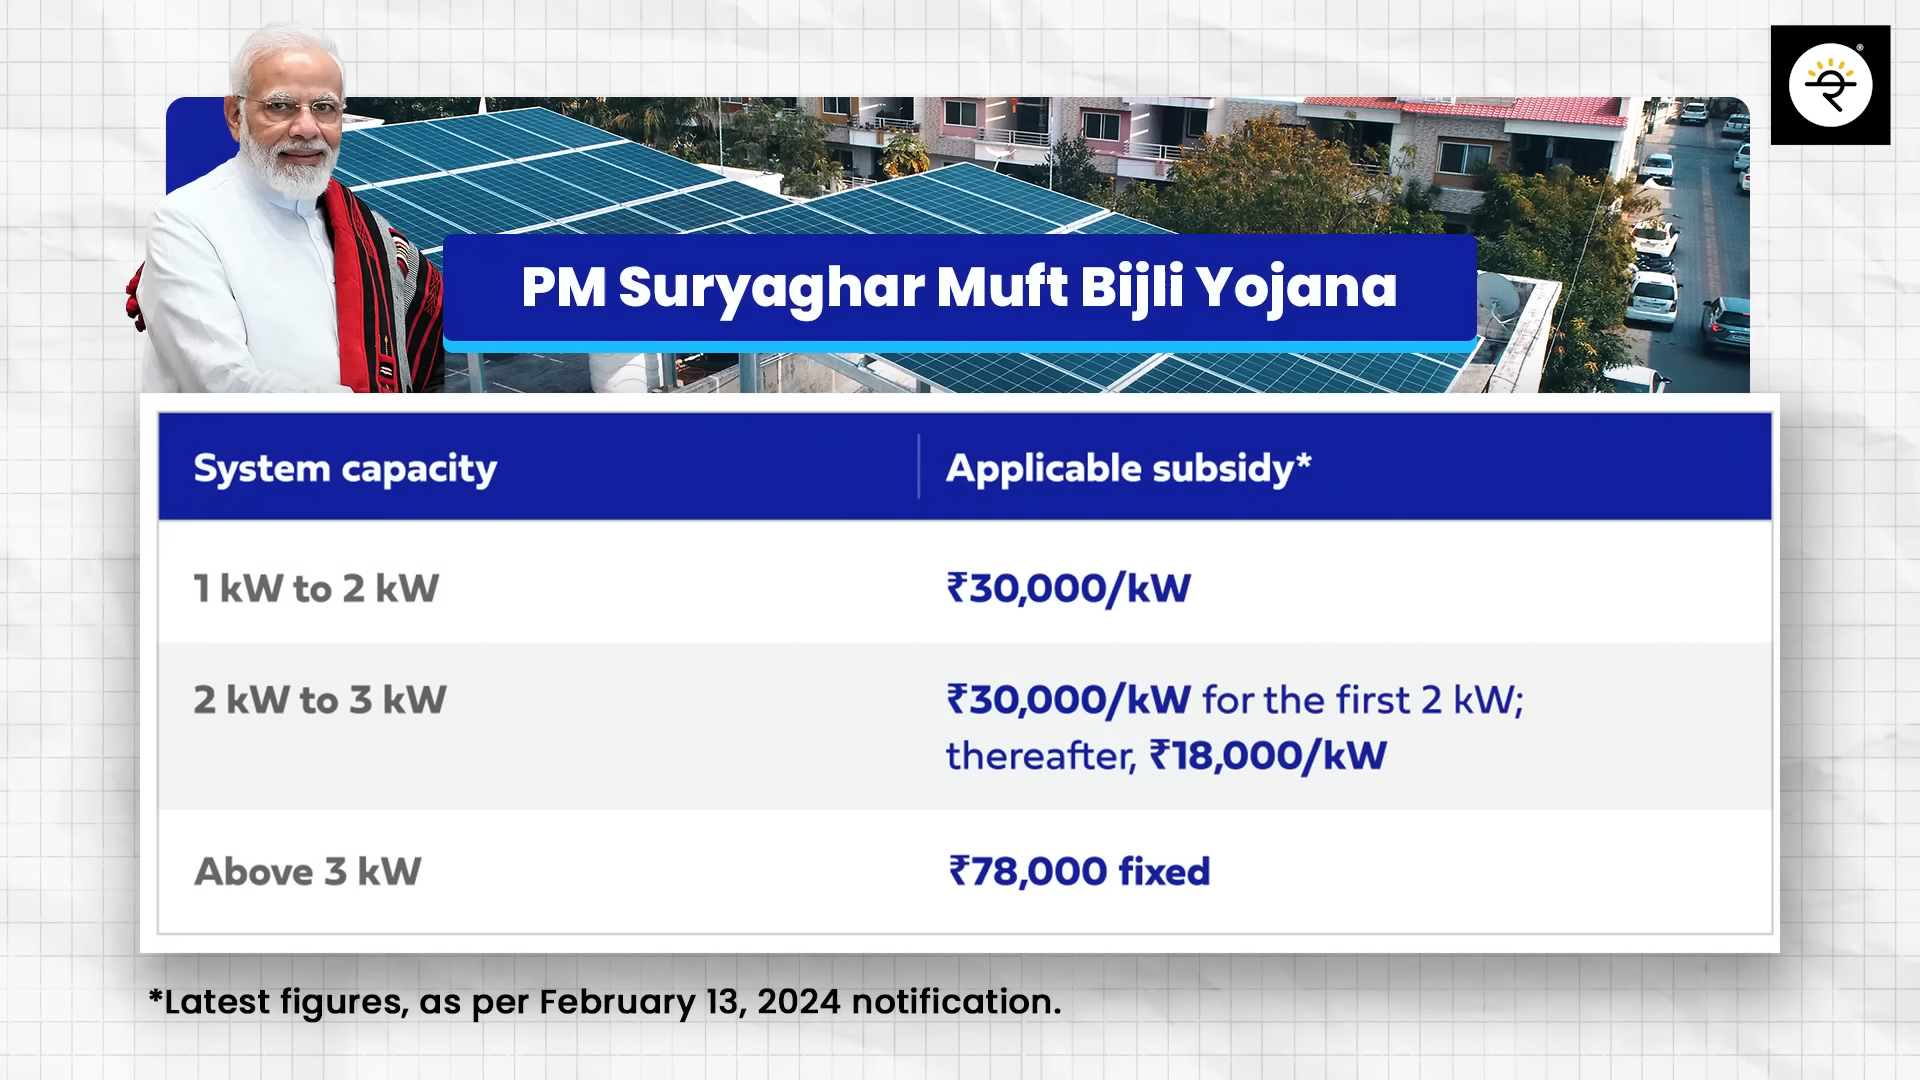 PM Suryaghar Muft Bijli Yojana
System capacity
Applicable subsidy*
1 kW to 2 kW
₹30,000/kW
2 kW to 3 kW
₹30,000/kW for the first 2 kW;
thereafter, ₹18,000/kW
Above 3 kW
₹78,000 fixed
*Latest figures, as per February 13, 2024 notification.